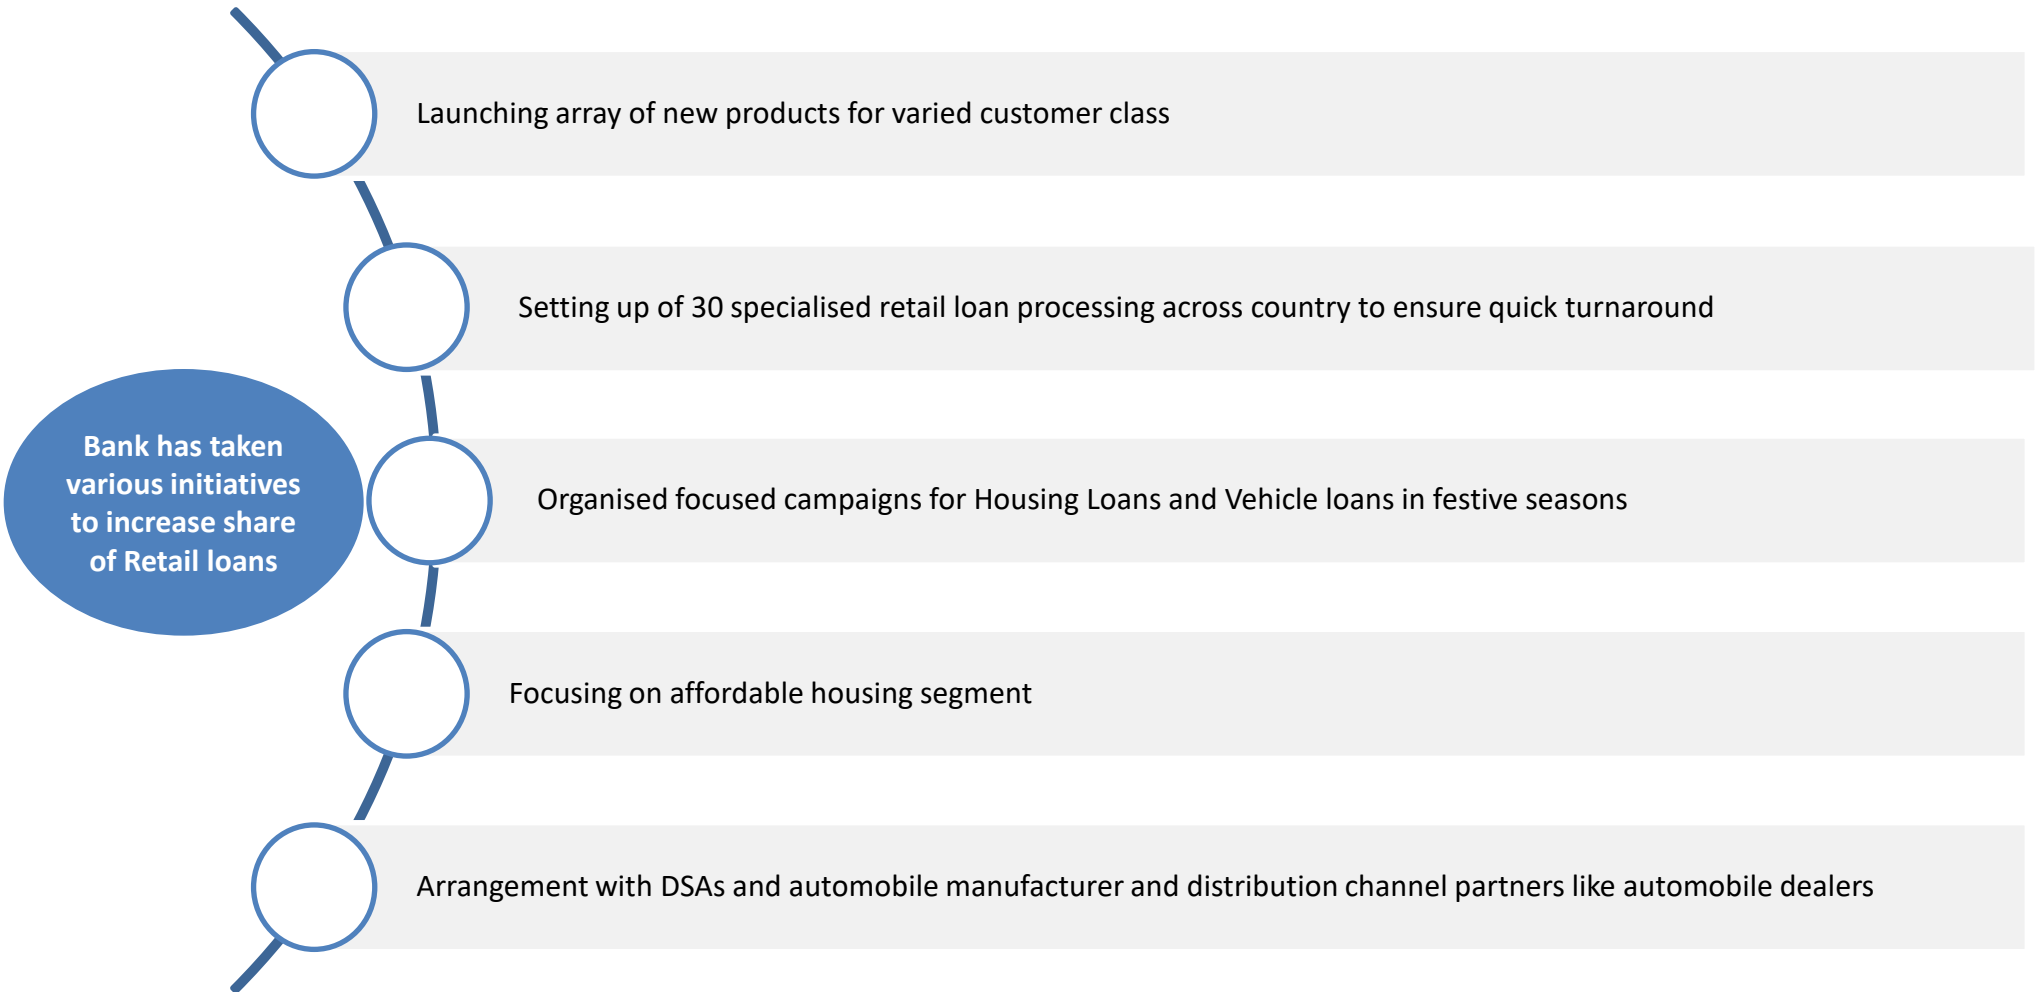 Launching array of new products for varied customer class
Setting up of 30 specialised retail loan processing across country to ensure quick turnaround
Bank has taken
various initiatives
to increase share
of Retail loans
Organised focused campaigns for Housing Loans and Vehicle loans in festive seasons
Focusing on affordable housing segment
Arrangement with DSAs and automobile manufacturer and distribution channel partners like automobile dealers